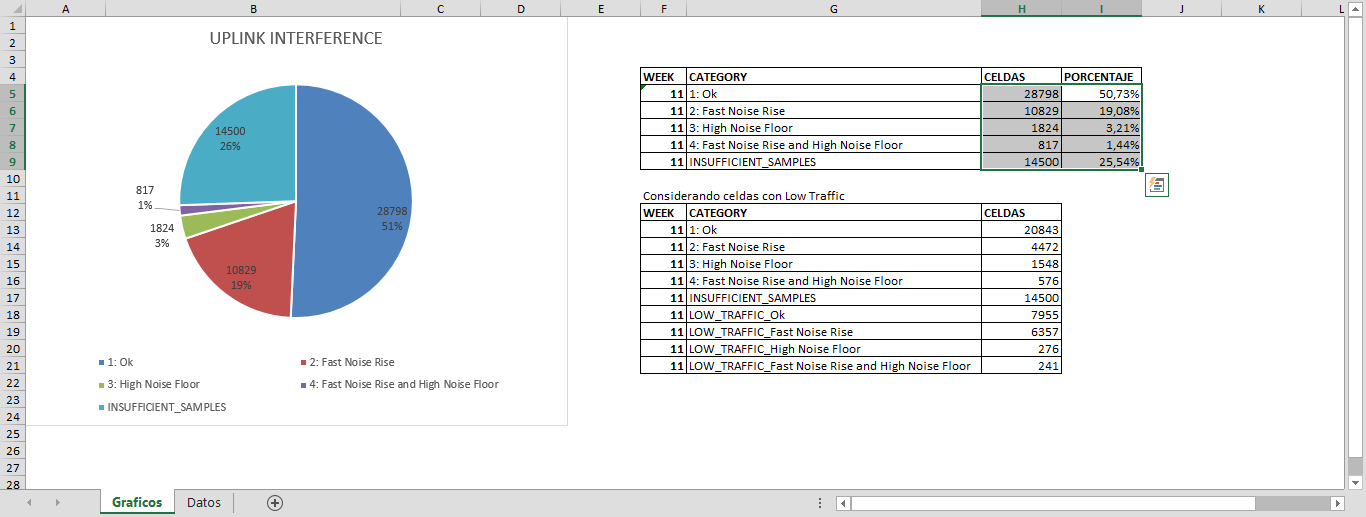 A B C D E F G H I J K L
1
2
3
4
5
6
7
8
9
10
11
12
13
14
15
16
17
18
19
20
21
22
23
24
25
26
27
28
UPLINK INTERFERENCE
14500
26%
817
1%
1824
3%
10829
19%
28798
51%
1: Ok
2: Fast Noise Rise
3: High Noise Floor
4: Fast Noise Rise and High Noise Floor
INSUFFICIENT_SAMPLES
WEEK CATEGORY CELDAS PORCENTAJE
11 1: Ok 28798 50,73%
11 2: Fast Noise Rise 10829 19,08%
11 3: High Noise Floor 1824 3,21%
11 4: Fast Noise Rise and High Noise Floor 817 1,44%
11 INSUFFICIENT_SAMPLES 14500 25,54%
Considerando celdas con Low Traffic
WEEK CATEGORY CELDAS
11 1: Ok 20843
11 2: Fast Noise Rise 4472
11 3: High Noise Floor 1548
11 4: Fast Noise Rise and High Noise Floor 576
11 INSUFFICIENT_SAMPLES 14500
11 LOW_TRAFFIC_Ok 7955
11 LOW_TRAFFIC_Fast Noise Rise 6357
11 LOW_TRAFFIC_High Noise Floor 276
11 LOW_TRAFFIC_Fast Noise Rise and High Noise Floor 241
Graficos Datos